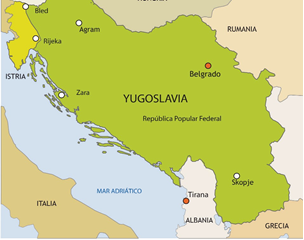 Bled
Agram
RUMANIA
Rijeka
Belgrado
ISTRIA
Zara
YUGOSLAVIA
República Popular Federal
Skopje
MAR ADRIÁTICO
Tirana
ITALIA
ALBANIA
GRECIA